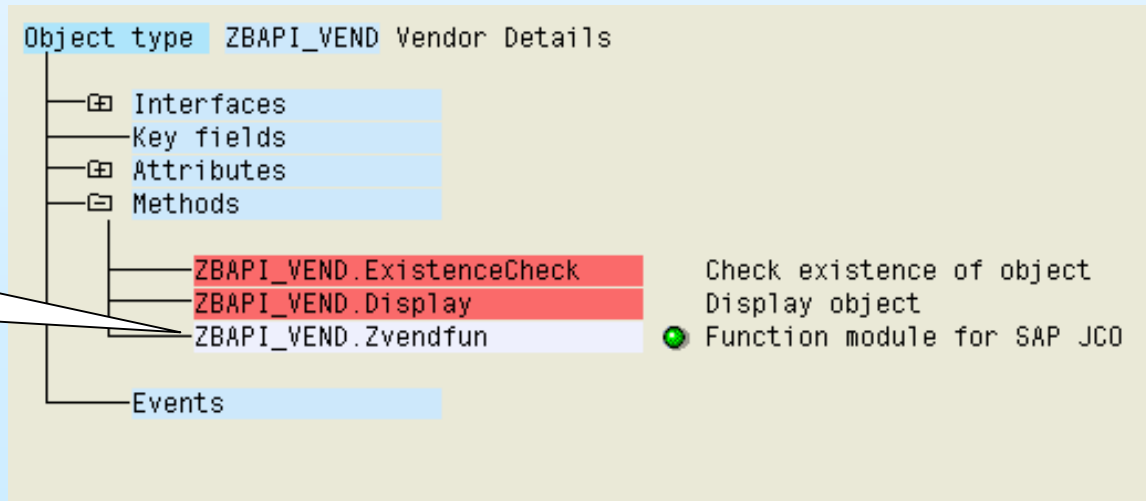 Object type ZBAPI_VEND Vendor Details
Interfaces
Key fields
Attributes
Methods
ZBAPI_VEND.ExistenceCheck Check existence of object
ZBAPI_VEND.Display Display object
ZBAPI_VEND.Zvendfun Function module for SAP JCO
Events